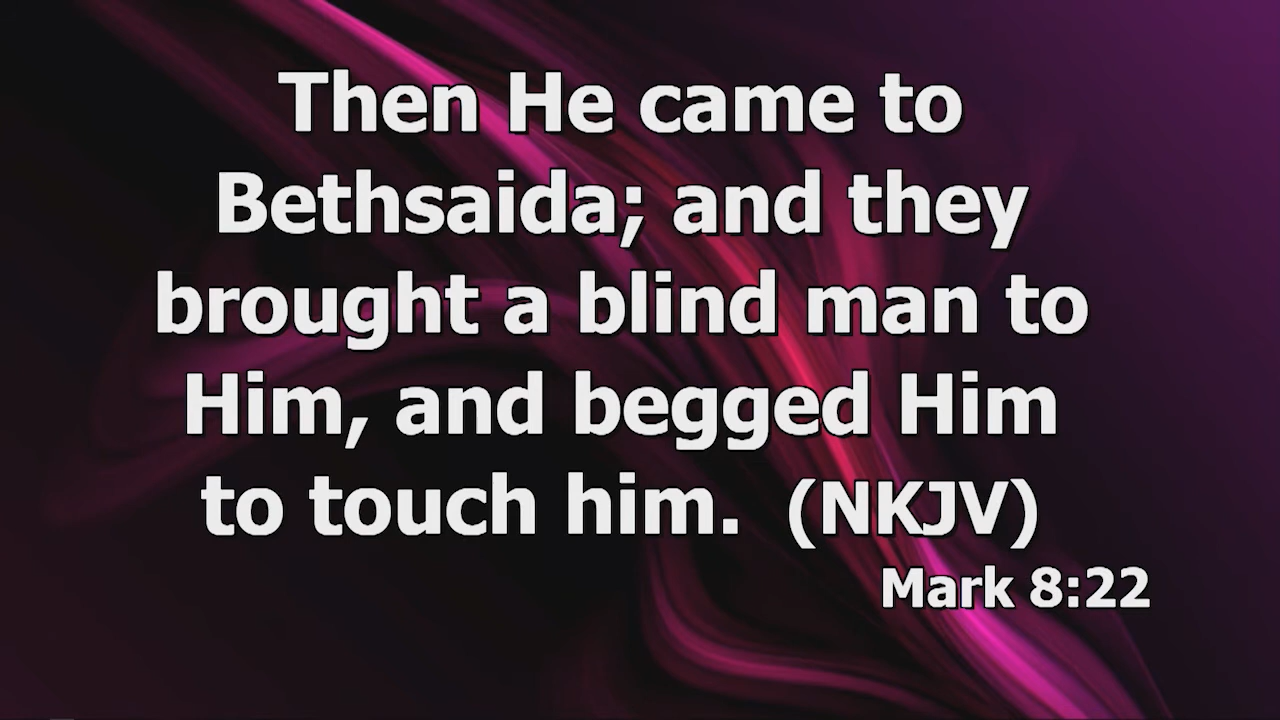 Then He came to
Bethsaida; and they
brought a blind man to
Him, and begged Him
to touch him.  (NKJV)
Mark 8:22